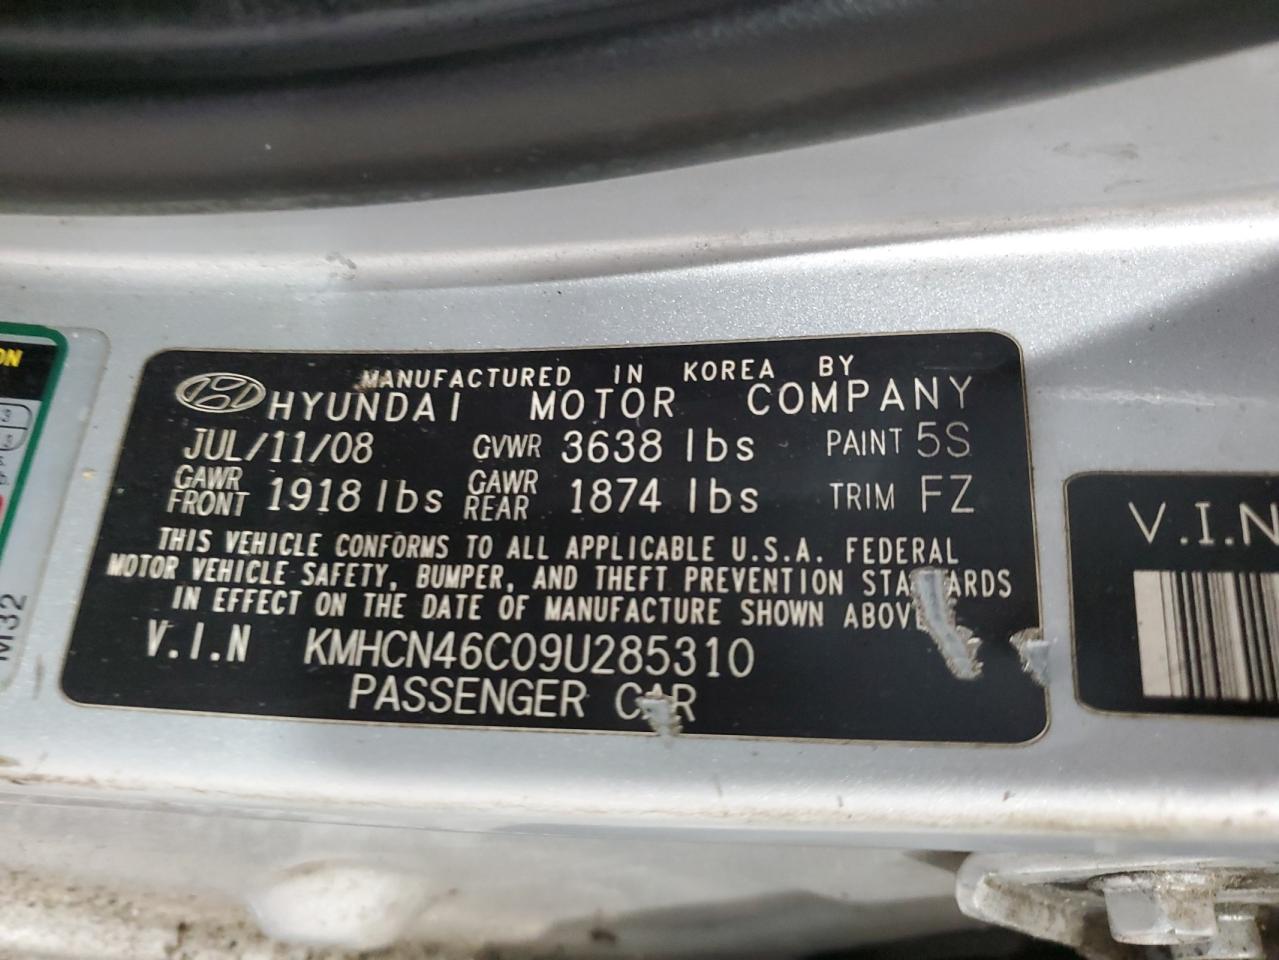 MANUFACTURED IN KOREA BY
HYUNDAI MOTOR COMPANY
JUL/11/08 GVWR 3638 lbs PAINT 5S
GAWR FRONT 1918 lbs GAWR REAR 1874 lbs TRIM FZ
THIS VEHICLE CONFORMS TO ALL APPLICABLE U.S.A. FEDERAL
MOTOR VEHICLE SAFETY, BUMPER, AND THEFT PREVENTION STANDARDS
IN EFFECT ON THE DATE OF MANUFACTURE SHOWN ABOVE
V.I.N KMHCN46C09U285310
PASSENGER CAR
V.I.N
ON
M32